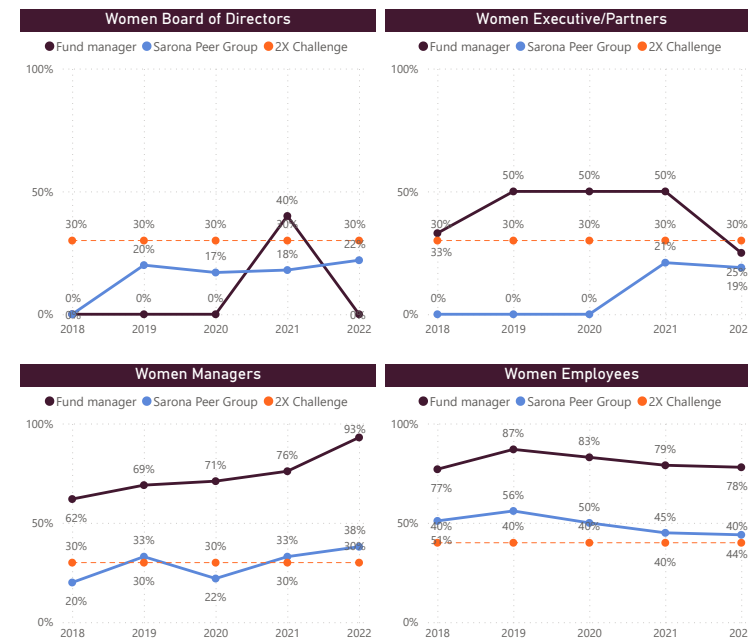 Women Board of Directors
Fund manager Sarona Peer Group 2X Challenge
100%
50%
0%
30% 30% 30% 30% 30%
40%
20% 17% 18% 22%
0% 0% 0%
0% 0%
2018 2019 2020 2021 2022
Women Executive/Partners
Fund manager Sarona Peer Group 2X Challenge
100%
50%
0%
50% 50% 50%
30% 30% 30% 30% 30%
33% 21% 25%
19%
0% 0% 0%
2018 2019 2020 2021 202
Women Managers
Fund manager Sarona Peer Group 2X Challenge
100%
50%
0%
93%
69% 71% 76%
62%
38%
30% 33% 30% 33% 30%
30% 30%
20% 22%
2018 2019 2020 2021 2022
Women Employees
Fund manager Sarona Peer Group 2X Challenge
100%
50%
0%
87% 83% 79%
77% 78%
56% 50% 45%
40% 40% 40% 40%
51% 44%
40%
2018 2019 2020 2021 202